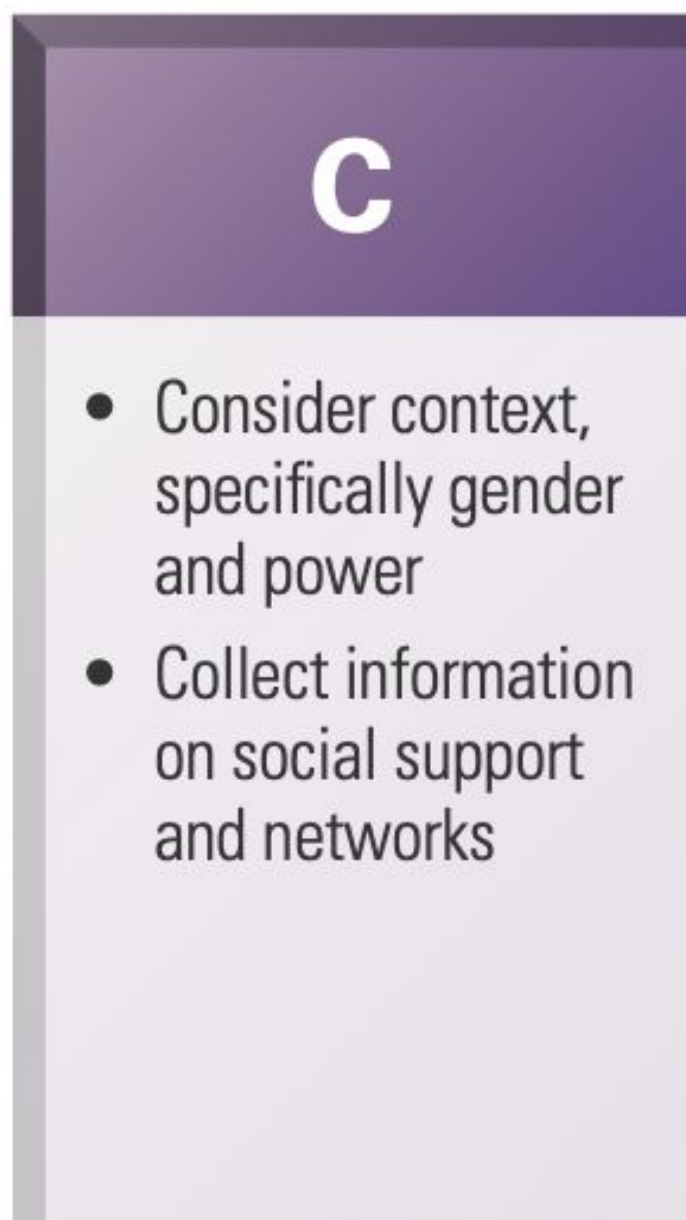 C
• Consider context,
specifically gender
and power
• Collect information
on social support
and networks